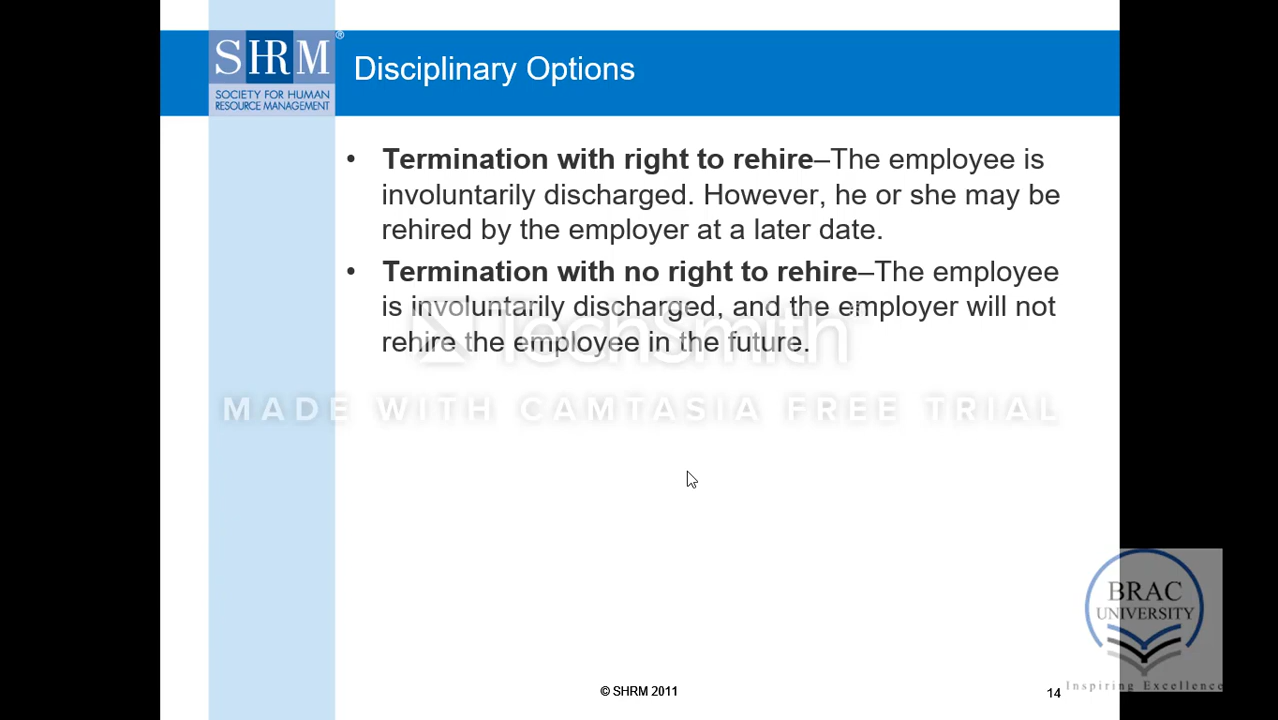 SHRM®
SOCIETY FOR HUMAN
RESOURCE MANAGEMENT
Disciplinary Options
• Termination with right to rehire–The employee is
involuntarily discharged. However, he or she may be
rehired by the employer at a later date.
• Termination with no right to rehire–The employee
is involuntarily discharged, and the employer will not
rehire the employee in the future.
TechSmith
MADE WITH CAMTASIA FREE TRIAL
BRAC
UNIVERSITY
Inspiring Excellence
© SHRM 2011
14